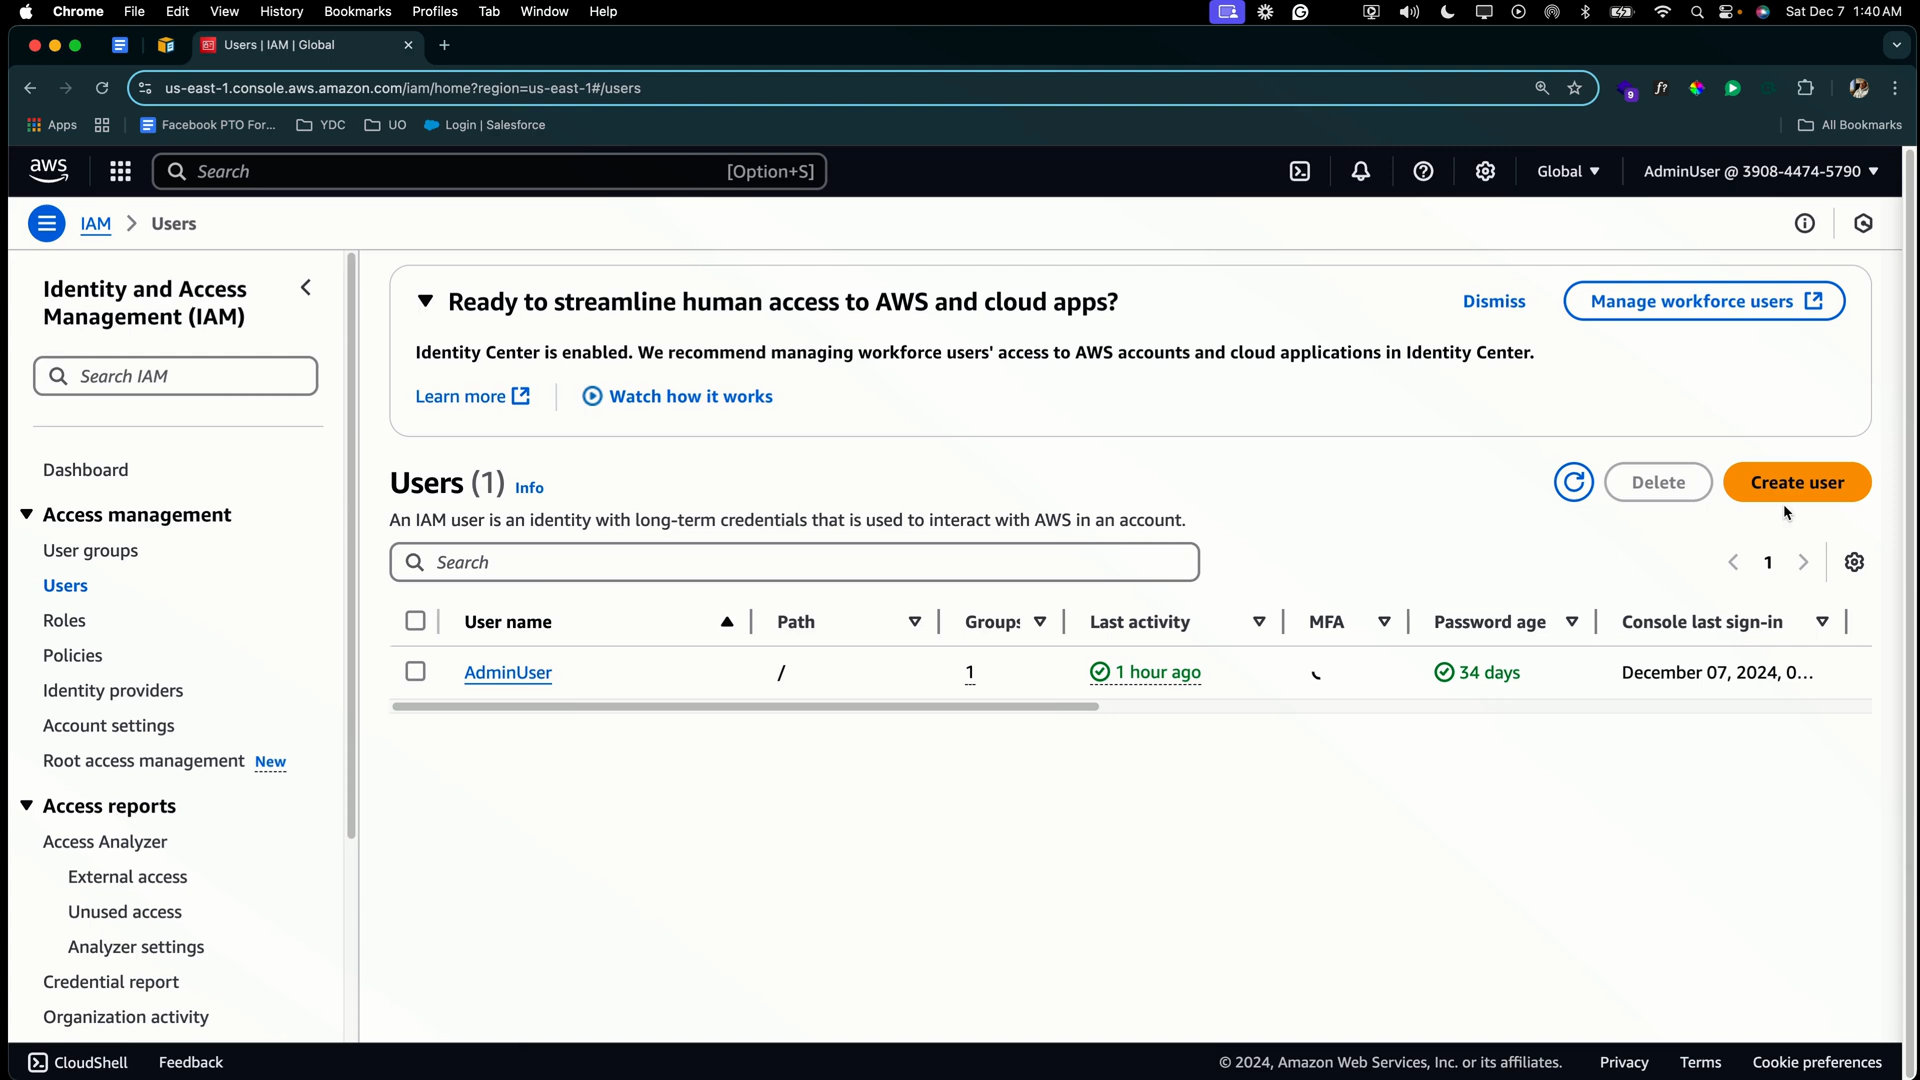 Chrome File Edit View History Bookmarks Profiles Tab Window Help Sat Dec 7 1:40 AM
Users | IAM | Global
us-east-1.console.aws.amazon.com/iam/home?region=us-east-1#/users 9 f?
Apps Facebook PTO For... YDC UO Login | Salesforce All Bookmarks
aws Search [Option+S] Global AdminUser @ 3908-4474-5790
IAM Users
Identity and Access
Management (IAM)
Search IAM
Dashboard
Access management
User groups
Users
Roles
Policies
Identity providers
Account settings
Root access management New
Access reports
Access Analyzer
External access
Unused access
Analyzer settings
Credential report
Organization activity
Ready to streamline human access to AWS and cloud apps? Dismiss Manage workforce users
Identity Center is enabled. We recommend managing workforce users' access to AWS accounts and cloud applications in Identity Center.
Learn more Watch how it works
Users (1) Info Delete Create user
An IAM user is an identity with long-term credentials that is used to interact with AWS in an account.
Search 1
User name Path Groups Last activity MFA Password age Console last sign-in
AdminUser / 1 1 hour ago 34 days December 07, 2024, 0...
CloudShell Feedback © 2024, Amazon Web Services, Inc. or its affiliates. Privacy Terms Cookie preferences